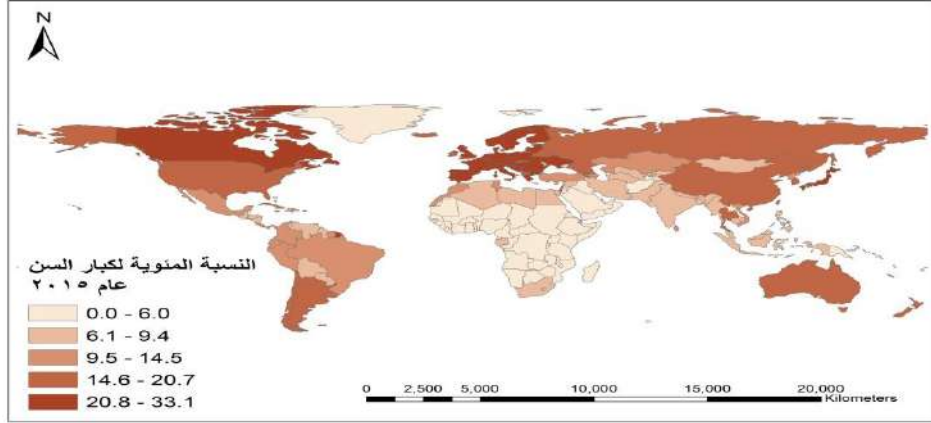 N
النسبة المئوية لكبار السن
عام ٢٠١٥
0.0 - 6.0
6.1 - 9.4
9.5 - 14.5
14.6 - 20.7
20.8 - 33.1
0 2,500 5,000 10,000 15,000 20,000
Kilometers